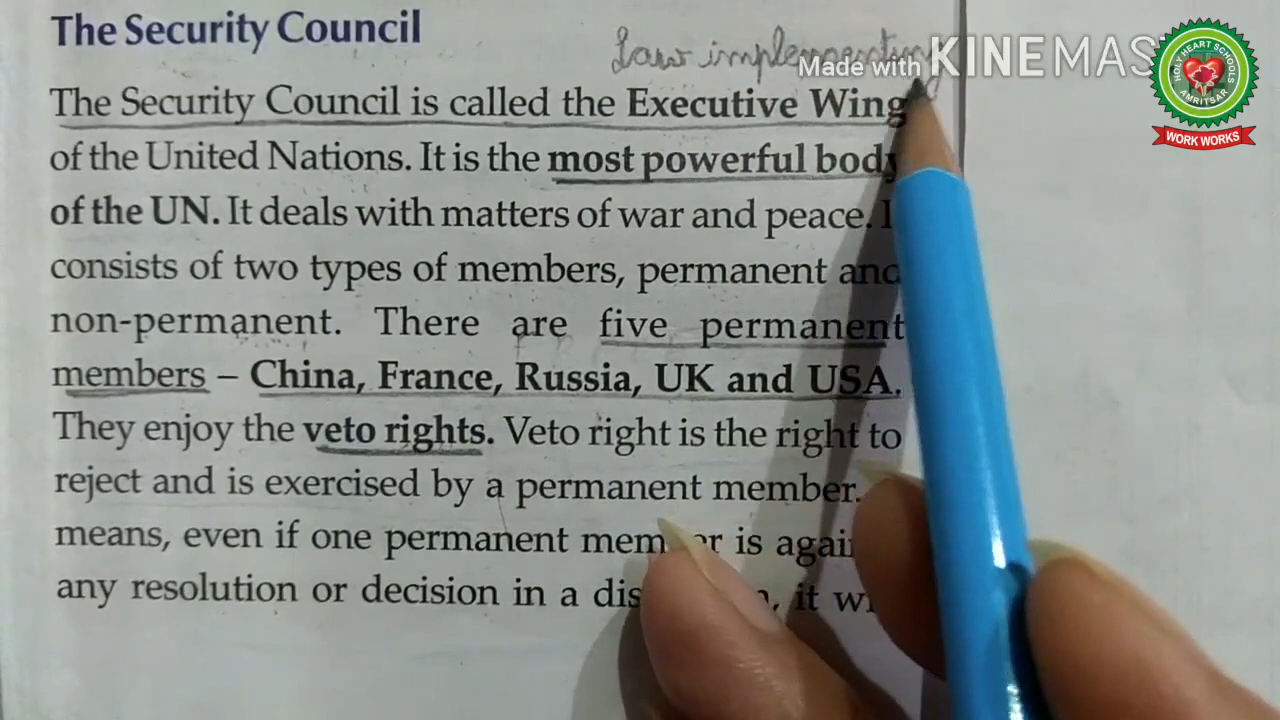 The Security Council
Law implementing
Made with KINEMAS
HOLY HEART SCHOOLS
AMRITSAR
WORK WORKS
The Security Council is called the Executive Wing
of the United Nations. It is the most powerful body
of the UN. It deals with matters of war and peace.
consists of two types of members, permanent and
non-permanent. There are five permanent
members – China, France, Russia, UK and USA.
They enjoy the veto rights. Veto right is the right to
reject and is exercised by a permanent member.
means, even if one permanent member is
any resolution or decision in a it